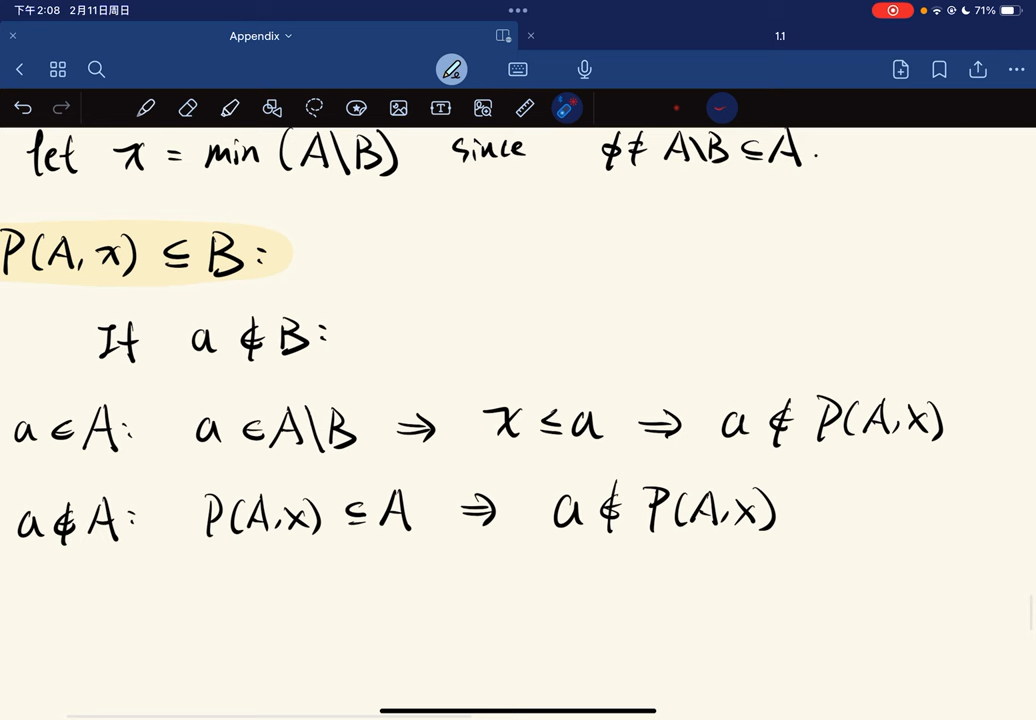 下午2:08 2月11日周日
71%
Appendix
1.1
let x = min (A\B) since ϕ ≠ A\B ⊆ A.
P(A, x) ⊆ B:
If a ∉ B:
a ∈ A: a ∈ A\B ⇒ x ≤ a ⇒ a ∉ P(A,x)
a ∉ A: P(A,x) ⊆ A ⇒ a ∉ P(A,x)